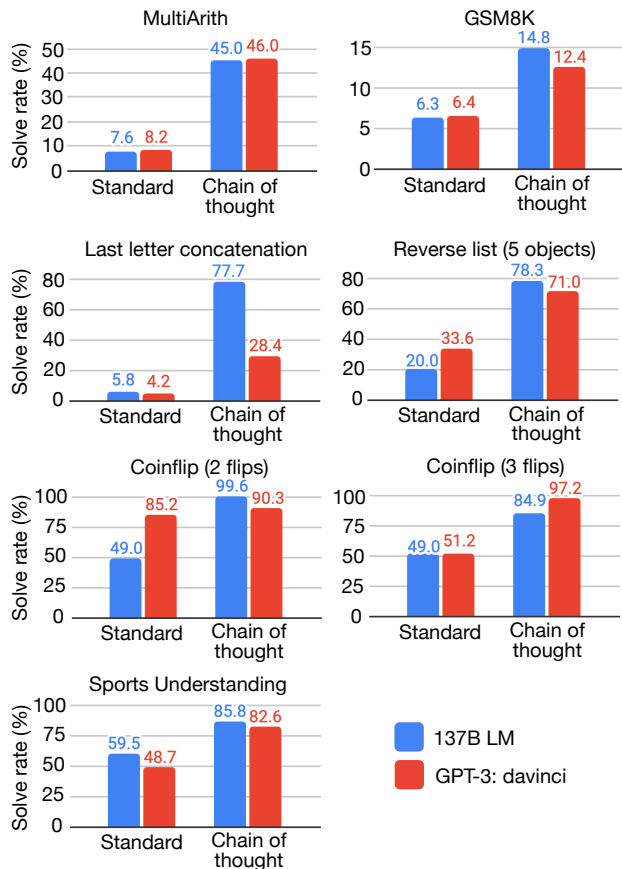 MultiArith
Solve rate (%)
50
40
30
20
10
0
7.6
8.2
45.0
46.0
Standard
Chain of
thought
GSM8K
15
10
5
0
6.3
6.4
14.8
12.4
Standard
Chain of
thought
Last letter concatenation
Solve rate (%)
80
60
40
20
0
5.8
4.2
77.7
28.4
Standard
Chain of
thought
Reverse list (5 objects)
80
60
40
20
0
20.0
33.6
78.3
71.0
Standard
Chain of
thought
Coinflip (2 flips)
Solve rate (%)
100
75
50
25
0
49.0
85.2
99.6
90.3
Standard
Chain of
thought
Coinflip (3 flips)
100
75
50
25
0
49.0
51.2
84.9
97.2
Standard
Chain of
thought
Sports Understanding
Solve rate (%)
100
75
50
25
0
59.5
48.7
85.8
82.6
Standard
Chain of
thought
137B LM
GPT-3: davinci